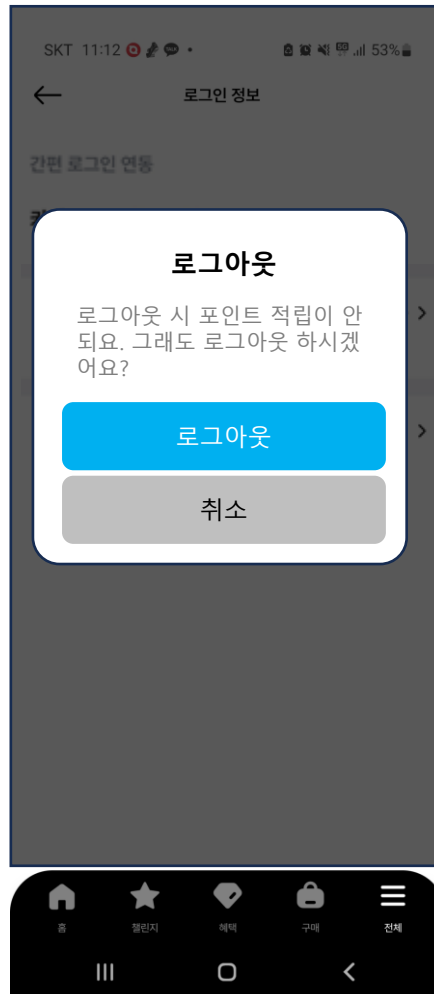 SKT 11:12
53%
로그인 정보
간편 로그인 연동
로그아웃
로그아웃 시 포인트 적립이 안
되요. 그래도 로그아웃 하시겠
어요?
로그아웃
취소
홈 챌린지 혜택 구매 전체